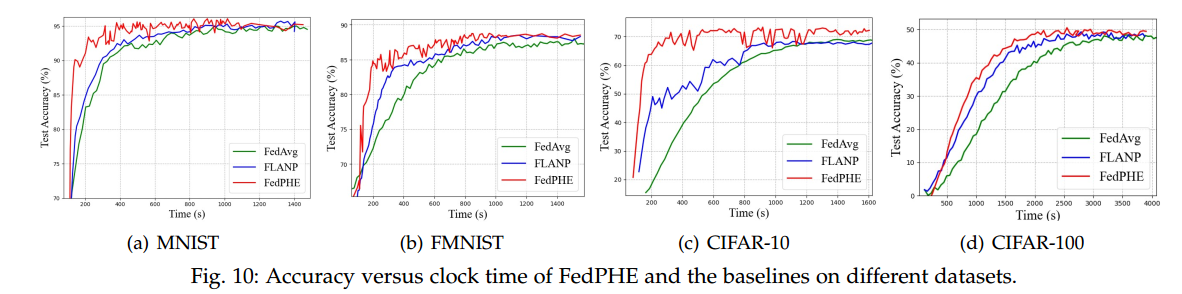 Test Accuracy (%)
95
90
85
80
95
70
FedAvg
FLANP
FedPHE
200 400 600 800 1000 1200 1400
Time (s)
(a) MNIST
Test Accuracy (%)
90
85
80
75
70
FedAvg
FLANP
FedPHE
200 400 600 800 1000 1200 1400
Time (s)
(b) FMNIST
Test Accuracy (%)
70
60
50
40
30
20
FedAvg
FLANP
FedPHE
200 400 600 800 1000 1200 1400 1600
Time (s)
(c) CIFAR-10
Test Accuracy (%)
50
40
30
20
10
0
FedAvg
FLANP
FedPHE
500 1000 1500 2000 2500 3000 3500 4000
Time (s)
(d) CIFAR-100
Fig. 10: Accuracy versus clock time of FedPHE and the baselines on different datasets.